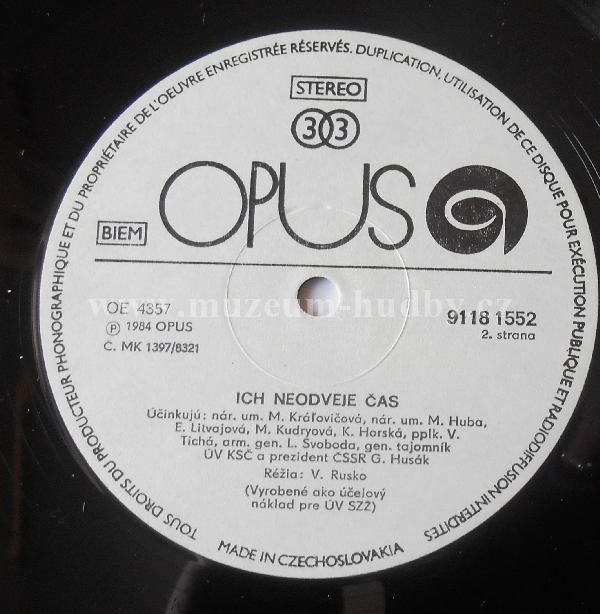 TOUS DROITS DU PRODUCTEUR PHONOGRAPHIQUE ET DU PROPRIÉTAIRE DE L'OEUVRE ENREGISTRÉE RÉSERVÉS. DUPLICATION, UTILISATION DE CE DISQUE POUR EXÉCUTION PUBLIQUE ET RADIODIFFUSION INTERDITES
STEREO
33
OPUS
BIEM
OE 4357
Ⓟ 1984 OPUS
Č. MK 1397/8321
9118 1552
2. strana
www.muzeum-hudby.cz
ICH NEODVEJE ČAS
Účinkujú: nár. um. M. Kráľovičová, nár. um. M. Huba,
E. Litvajová, M. Kudryová, K. Horská, pplk. V.
Tichá, arm. gen. L. Svoboda, gen. tajomník
ÚV KSČ a prezident ČSSR G. Husák
Réžia: V. Rusko
(Vyrobené ako účelový
náklad pre ÚV SZŽ)
MADE IN CZECHOSLOVAKIA